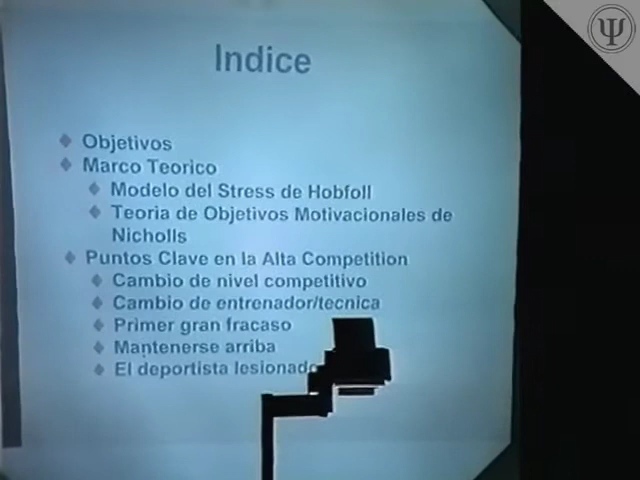 Indice
Objetivos
Marco Teorico
Modelo del Stress de Hobfoll
Teoria de Objetivos Motivacionales de
Nicholls
Puntos Clave en la Alta Competition
Cambio de nivel competitivo
Cambio de entrenador/tecnica
Primer gran fracaso
Mantenerse arriba
El deportista lesionado
Ψ